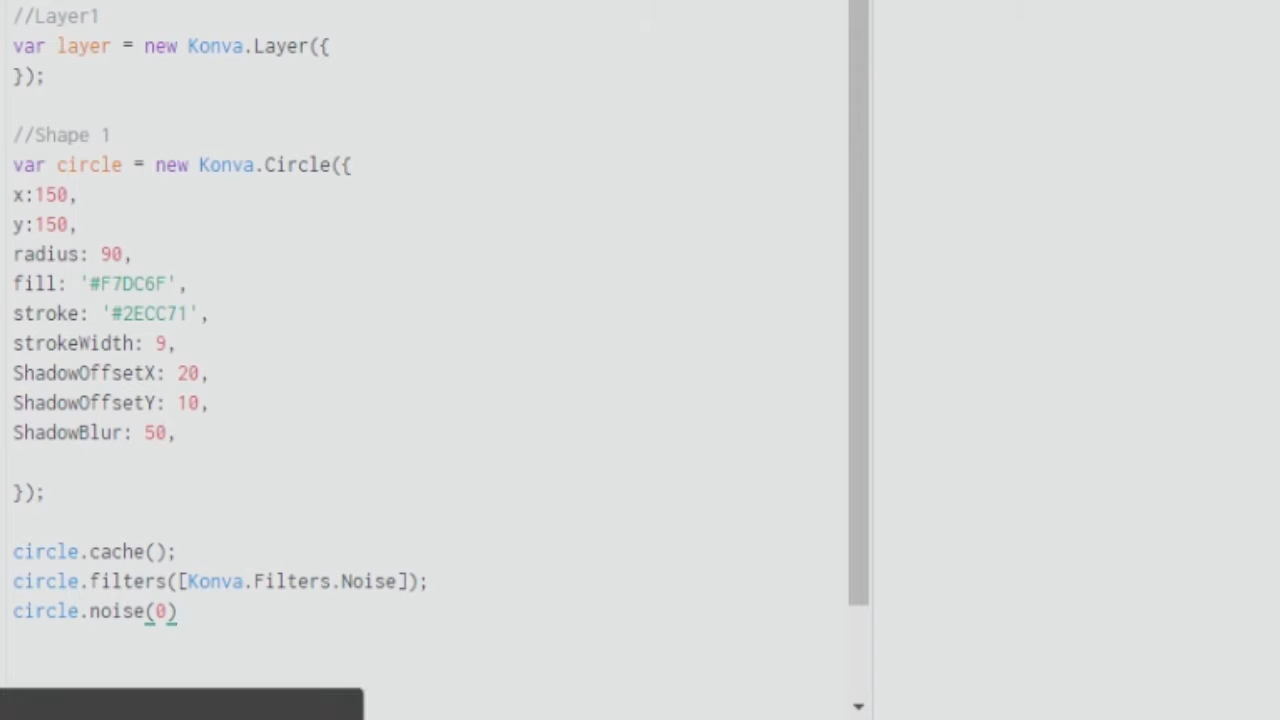 //Layer1
var layer = new Konva.Layer({
});
//Shape 1
var circle = new Konva.Circle({
x:150,
y:150,
radius: 90,
fill: '#F7DC6F',
stroke: '#2ECC71',
strokeWidth: 9,
ShadowOffsetX: 20,
ShadowOffsetY: 10,
ShadowBlur: 50,
});
circle.cache();
circle.filters([Konva.Filters.Noise]);
circle.noise(0)